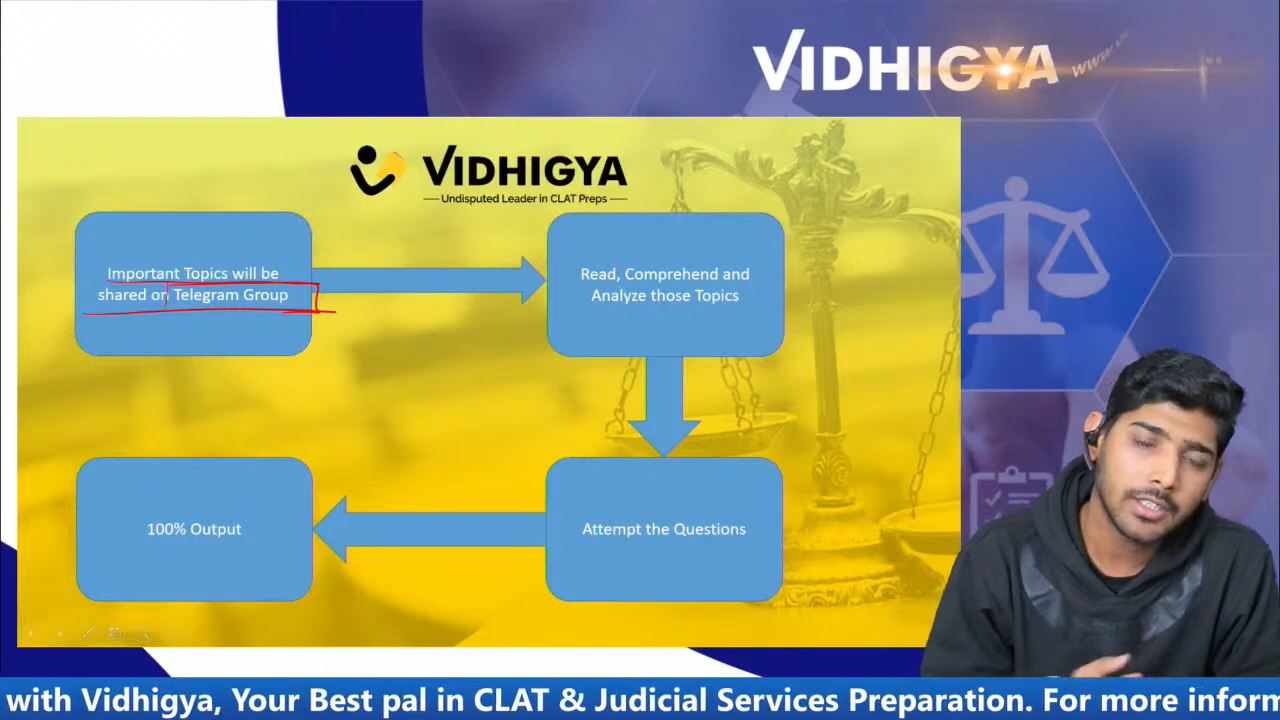 VIDHIGYA
VIDHIGYA
Undisputed Leader in CLAT Preps
Important Topics will be
shared on Telegram Group
Read, Comprehend and
Analyze those Topics
100% Output
Attempt the Questions
with Vidhigya, Your Best pal in CLAT & Judicial Services Preparation. For more